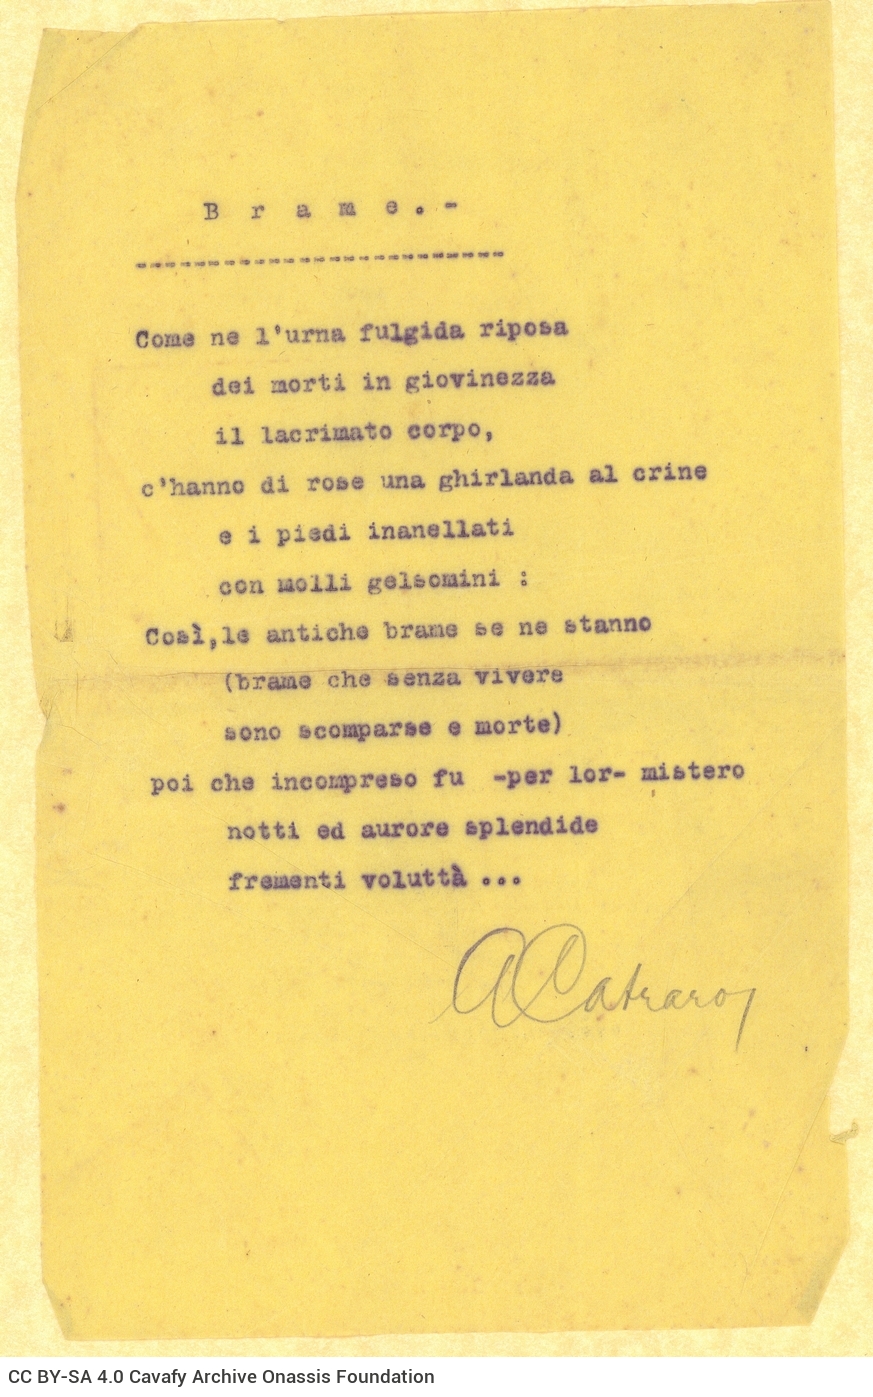 B r a m e . -
-------------------------
Come ne l'urna fulgida riposa
dei morti in giovinezza
il lacrimato corpo,
c'hanno di rose una ghirlanda al crine
e i piedi inanellati
con molli gelsomini :
Così,le antiche brame se ne stanno
(brame che senza vivere
sono scomparse e morte)
poi che incompreso fu -per lor- mistero
notti ed aurore splendide
frementi voluttà ...
A Catraro
CC BY-SA 4.0 Cavafy Archive Onassis Foundation